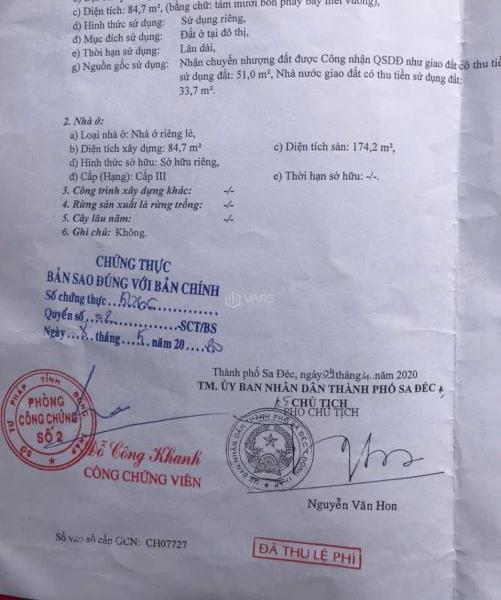 c) Diện tích: 84,7 m², (bằng chữ: tám mươi bốn phẩy bảy mét vuông),
d) Hình thức sử dụng: Sử dụng riêng,
đ) Mục đích sử dụng: Đất ở tại đô thị,
e) Thời hạn sử dụng: Lâu dài,
g) Nguồn gốc sử dụng: Nhận chuyển nhượng đất được Công nhận QSDĐ như giao đất có thu tiền
sử dụng đất: 51,0 m², Nhà nước giao đất có thu tiền sử dụng đất:
33,7 m².
2. Nhà ở:
a) Loại nhà ở: Nhà ở riêng lẻ,
b) Diện tích xây dựng: 84,7 m² c) Diện tích sàn: 174,2 m²,
d) Hình thức sở hữu: Sở hữu riêng,
đ) Cấp (Hạng): Cấp III e) Thời hạn sở hữu: -/-.
3. Công trình xây dựng khác: -/-
4. Rừng sản xuất là rừng trồng: -/-
5. Cây lâu năm: -/-
6. Ghi chú: Không.
CHỨNG THỰC
BẢN SAO ĐÚNG VỚI BẢN CHÍNH
Số chứng thực
Quyển số -SCT/BS
Ngày tháng năm 20
VARS
Thành phố Sa Đéc, ngày tháng năm 2020
TM. ỦY BAN NHÂN DÂN THÀNH PHỐ SA ĐÉC
CHỦ TỊCH
PHÓ CHỦ TỊCH
PHÒNG
CÔNG CHỨNG
SỐ 2
Đỗ Công Khanh
CÔNG CHỨNG VIÊN
Nguyễn Văn Hon
Số vào sổ cấp GCN: CH07727
ĐÃ THU LỆ PHÍ